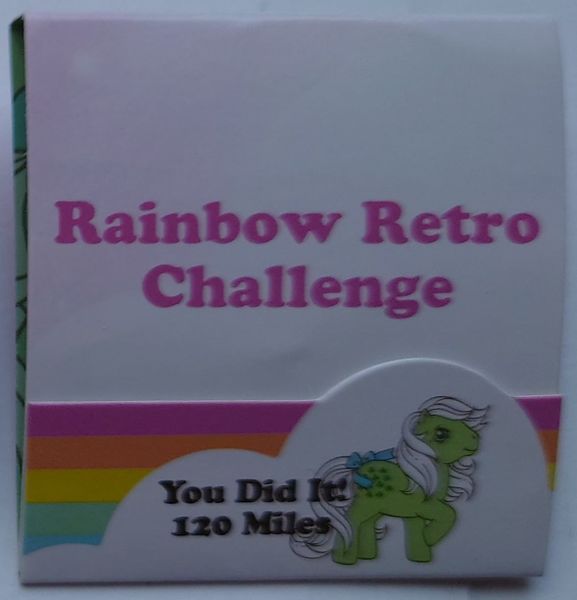 Rainbow Retro
Challenge
You Did It!
120 Miles